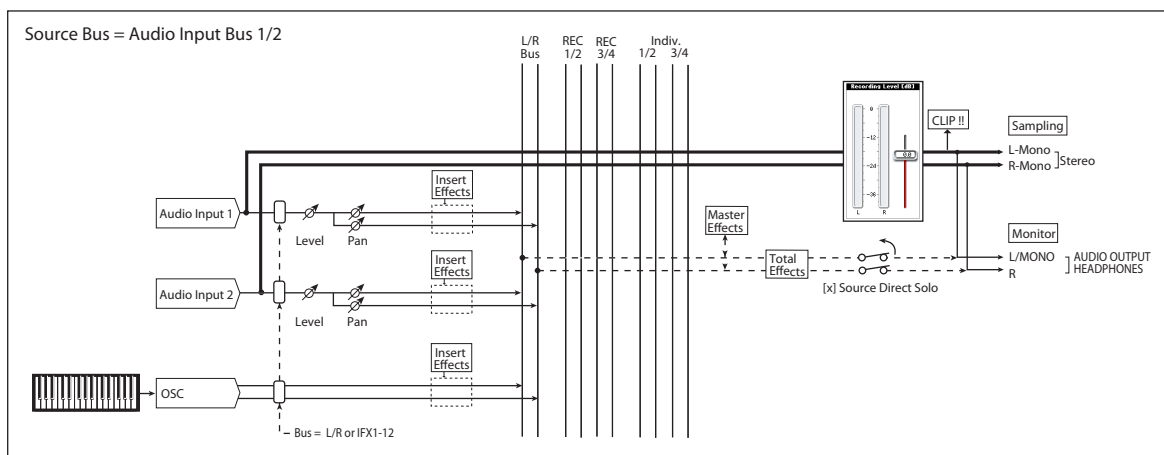 Source Bus = Audio Input Bus 1/2
L/R
Bus
REC
1/2
REC
3/4
Indiv.
1/2 3/4
Recording Level [dB]
0
-12
-24
-36
0.0
L R
CLIP !!
Sampling
L-Mono
R-Mono
Stereo
Audio Input 1
Level
Pan
Insert
Effects
Master
Effects
Total
Effects
[x] Source Direct Solo
Monitor
L/MONO
R
AUDIO OUTPUT
HEADPHONES
Audio Input 2
Level
Pan
Insert
Effects
OSC
Insert
Effects
Bus = L/R or IFX1-12